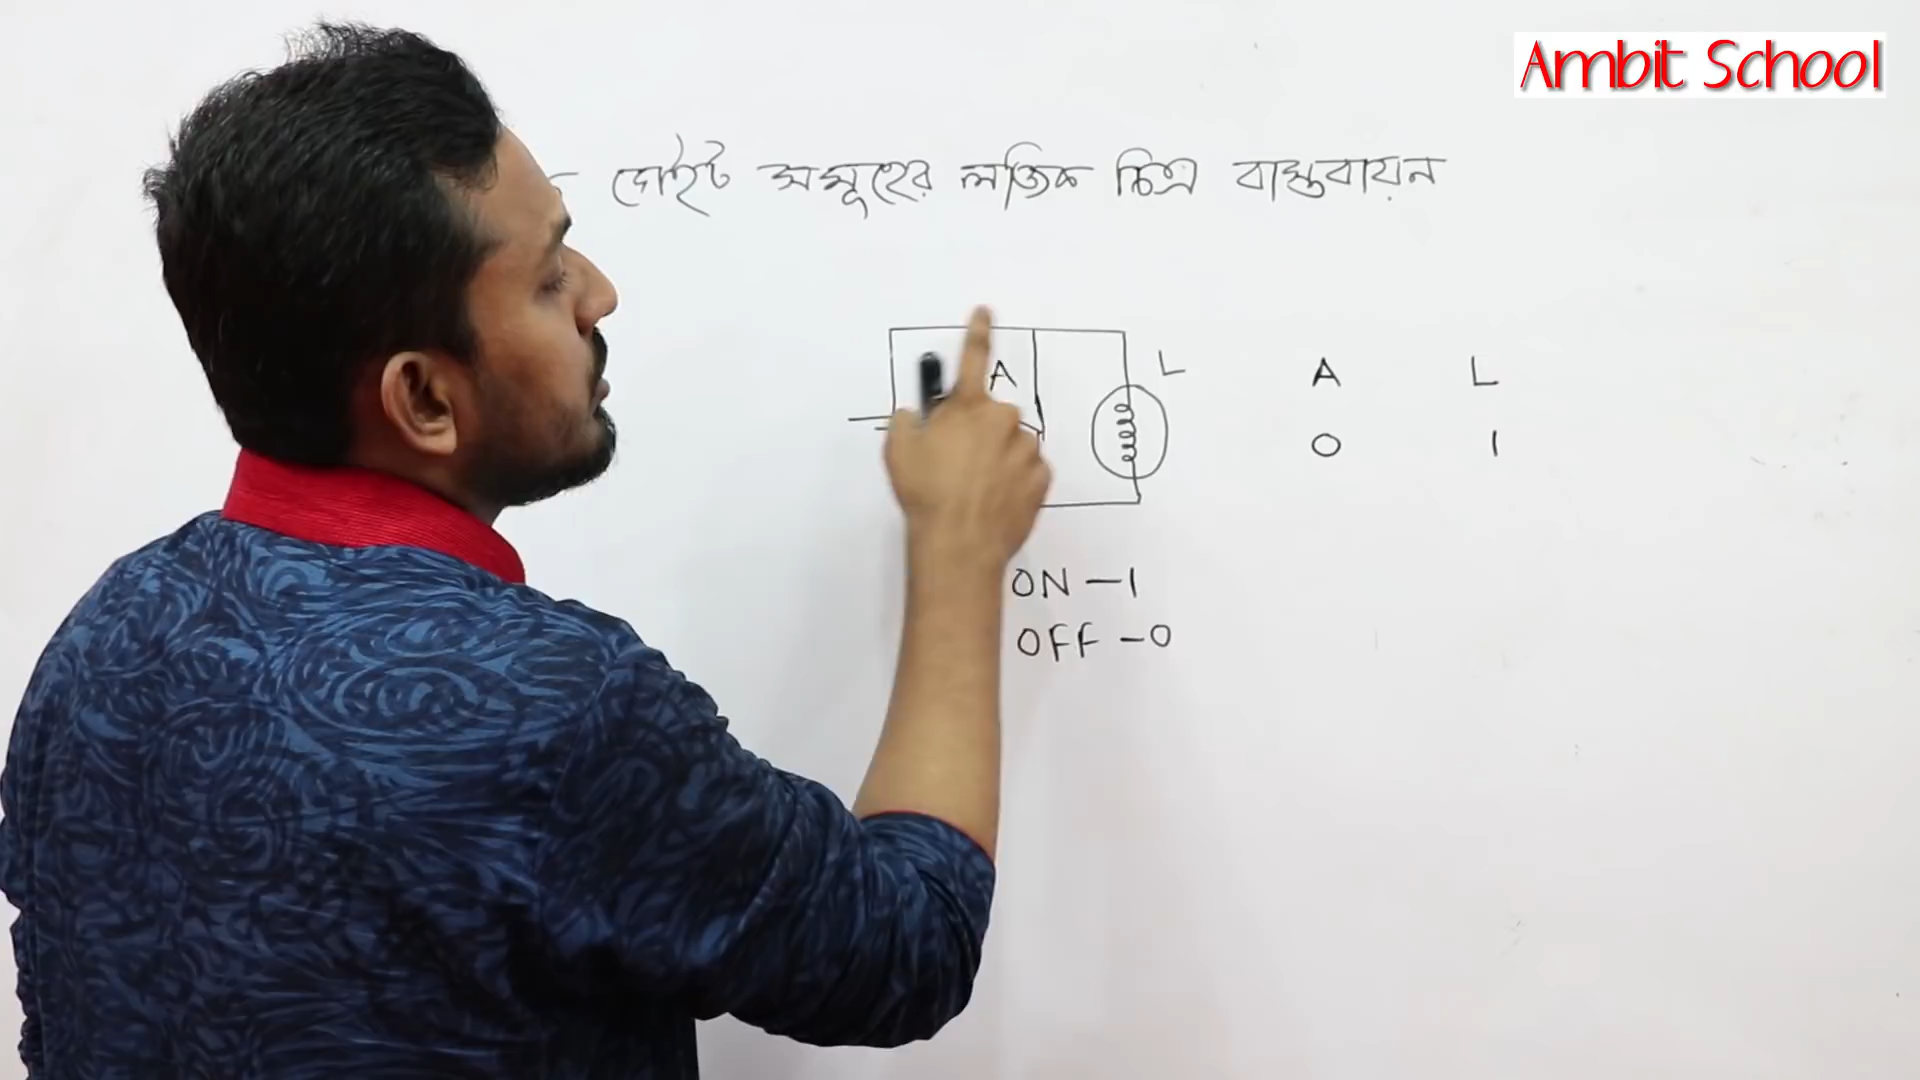 Ambit School
গেইট সমূহের লজিক চিত্র বাস্তবায়ন
A L A L
0 1
ON – 1
OFF – 0